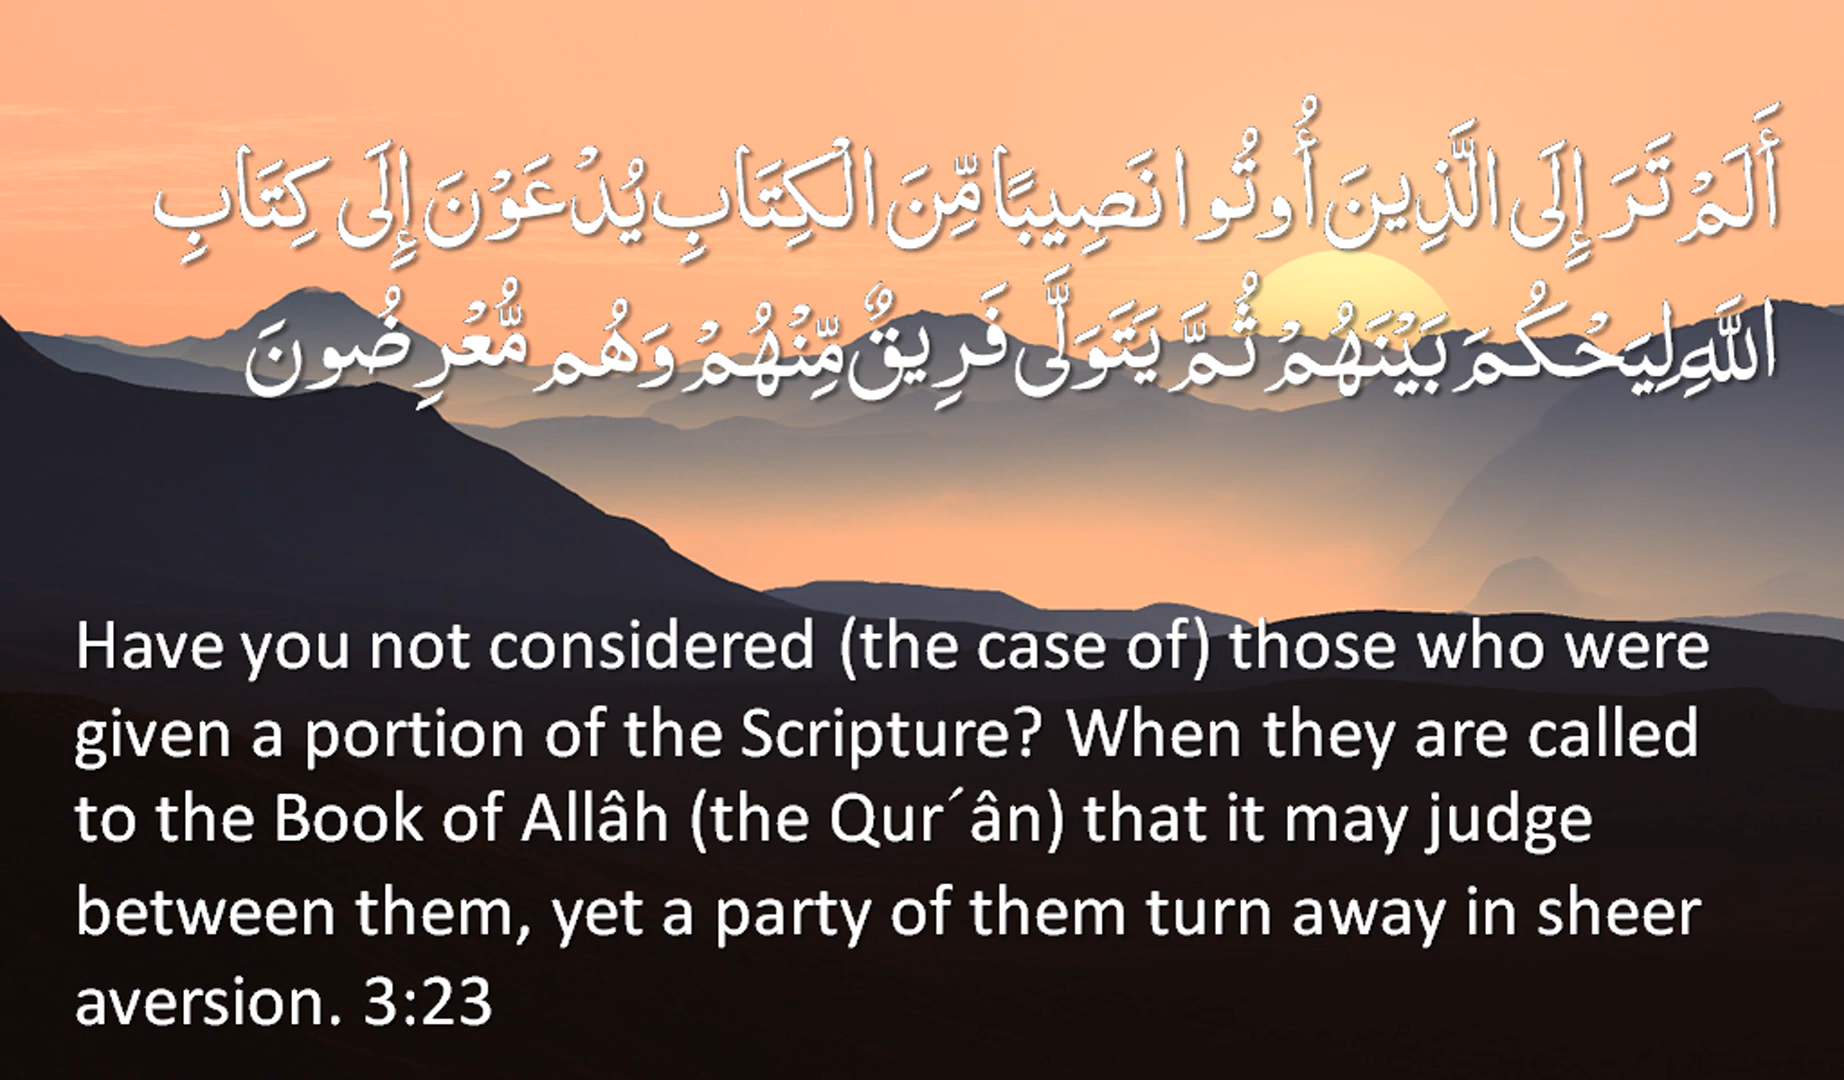 أَلَمْ تَرَ إِلَى الَّذِينَ أُوتُوا نَصِيبًا مِّنَ الْكِتَابِ يُدْعَوْنَ إِلَى كِتَابِ
اللَّهِ لِيَحْكُمَ بَيْنَهُمْ ثُمَّ يَتَوَلَّى فَرِيقٌ مِّنْهُمْ وَهُم مُّعْرِضُونَ
Have you not considered (the case of) those who were
given a portion of the Scripture? When they are called
to the Book of Allâh (the Qur´ân) that it may judge
between them, yet a party of them turn away in sheer
aversion. 3:23